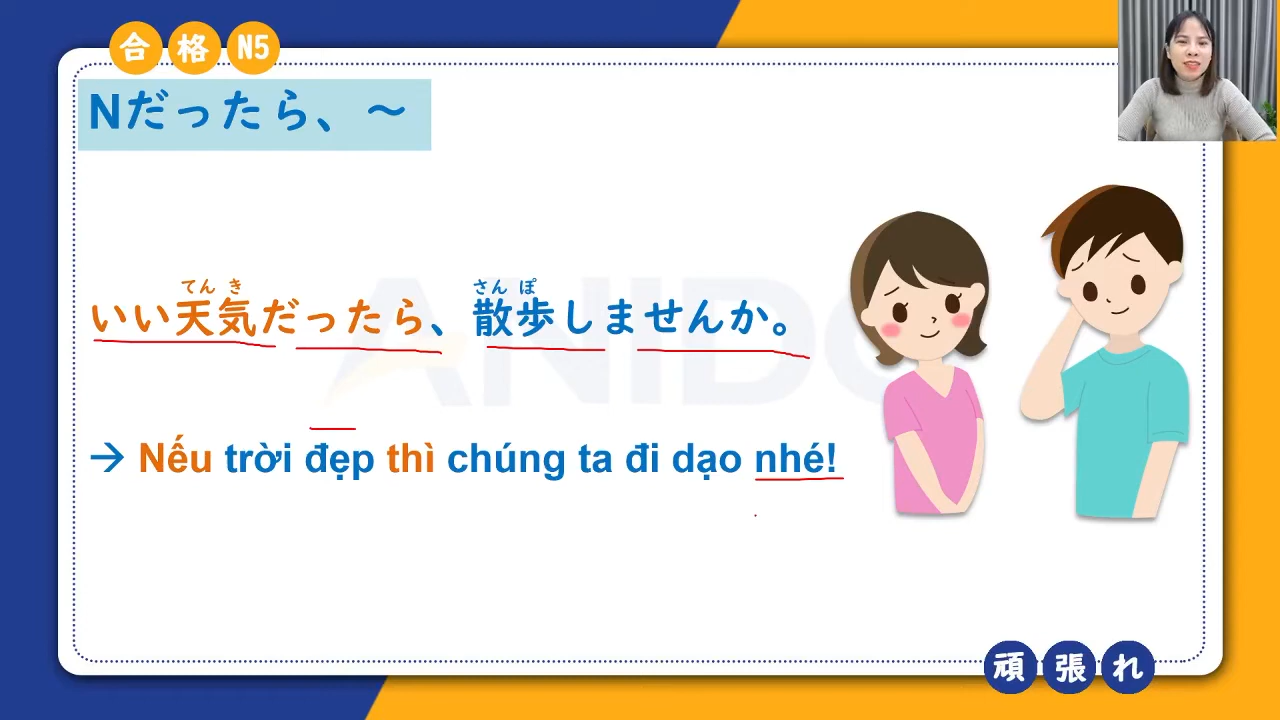 合格N5
Nだったら、～
てんき さんぽ
いい天気だったら、散歩しませんか。
ANIDO
→ Nếu trời đẹp thì chúng ta đi dạo nhé!
頑張れ